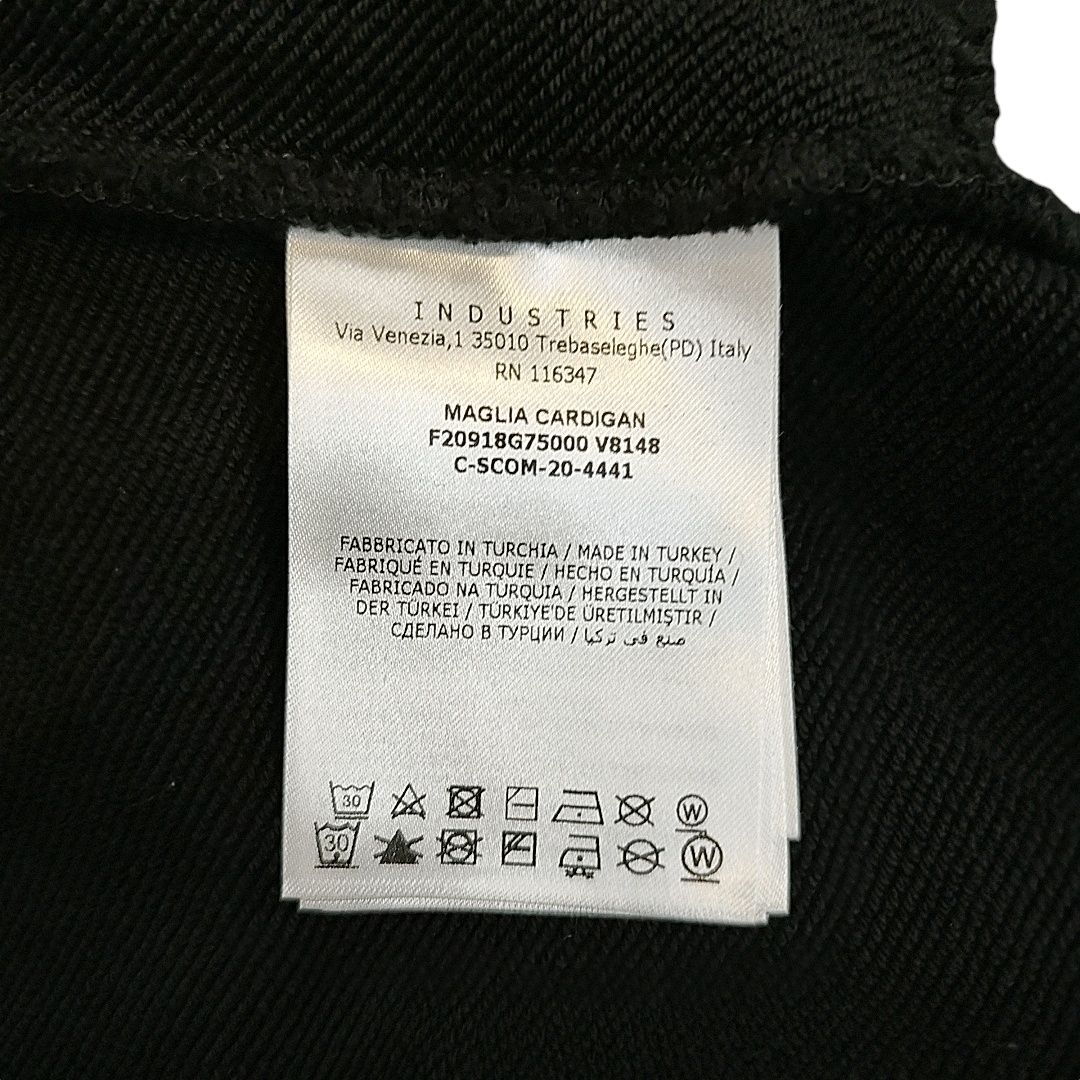 INDUSTRIES
Via Venezia,1 35010 Trebaseleghe(PD) Italy
RN 116347
MAGLIA CARDIGAN
F20918G75000 V8148
C-SCOM-20-4441
FABBRICATO IN TURCHIA / MADE IN TURKEY /
FABRIQUÉ EN TURQUIE / HECHO EN TURQUÍA /
FABRICADO NA TURQUIA / HERGESTELLT IN
DER TÜRKEI / TÜRKIYE'DE ÜRETILMIŞTIR /
СДЕЛАНО В ТУРЦИИ / صنع في تركيا
30 W
30 W